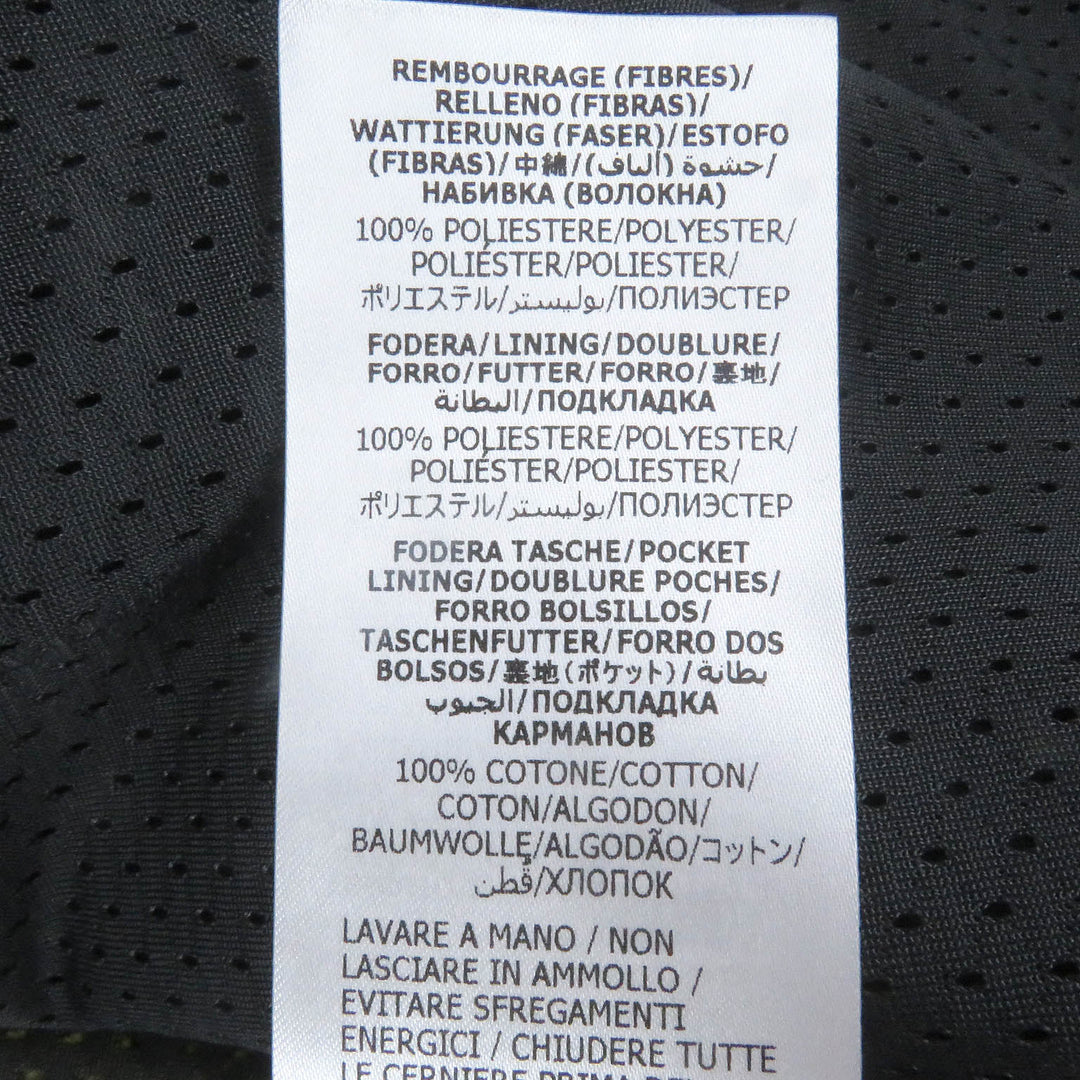 REMBOURRAGE (FIBRES)/
RELLENO (FIBRAS)/
WATTIERUNG (FASER)/ESTOFO
(FIBRAS)/中綿/حشوة (ألياف)/
НАБИВКА (ВОЛОКНА)
100% POLIESTERE/POLYESTER/
POLIÉSTER/POLIESTER/
ポリエステル/بوليستر/ПОЛИЭСТЕР
FODERA/LINING/DOUBLURE/
FORRO/FUTTER/FORRO/裏地/
البطانة/ПОДКЛАДКА
100% POLIESTERE/POLYESTER/
POLIÉSTER/POLIESTER/
ポリエステル/بوليستر/ПОЛИЭСТЕР
FODERA TASCHE/POCKET
LINING/DOUBLURE POCHES/
FORRO BOLSILLOS/
TASCHENFUTTER/FORRO DOS
BOLSOS/裏地(ポケット)/بطانة
الجيوب/ПОДКЛАДКА
КАРМАНОВ
100% COTONE/COTTON/
COTON/ALGODON/
BAUMWOLLE/ALGODÃO/コットン/
قطن/ХЛОПОК
LAVARE A MANO / NON
LASCIARE IN AMMOLLO /
EVITARE SFREGAMENTI
ENERGICI / CHIUDERE TUTTE
LE CERNIERE PRIMA